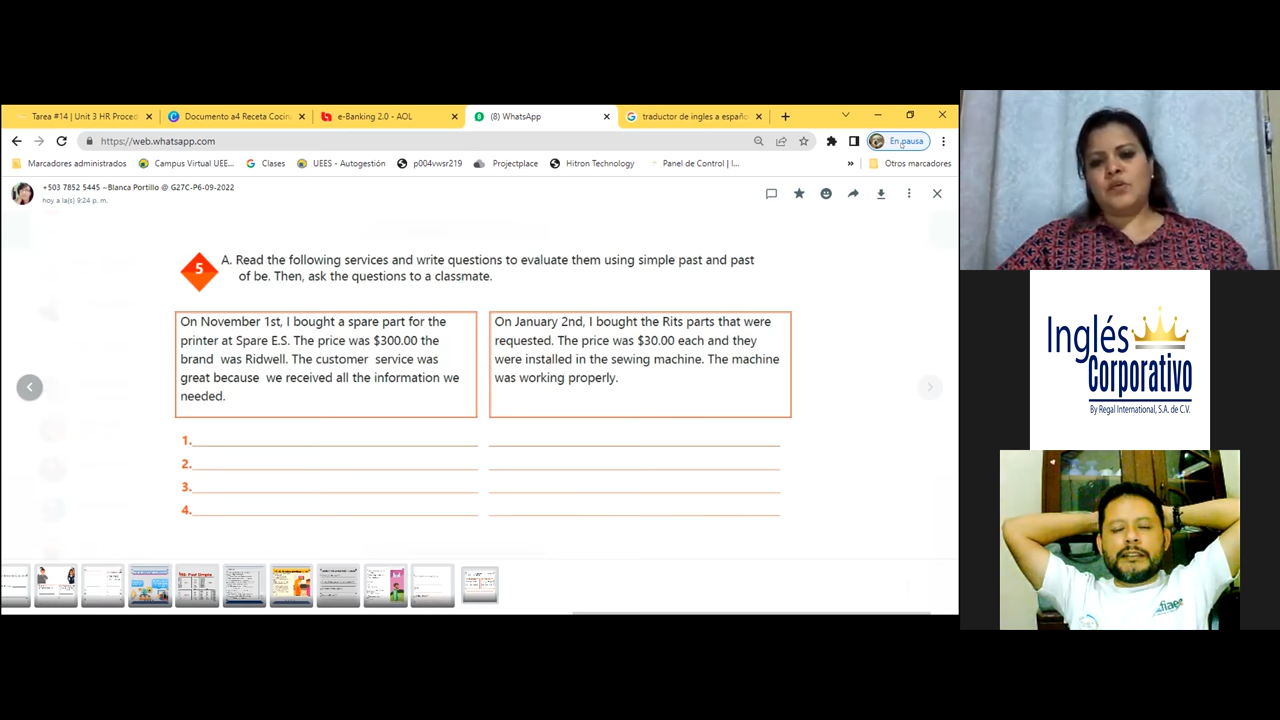 Tarea #14 | Unit 3 HR Proced
Documento a4 Receta Cocina
e-Banking 2.0 - AOL
(8) WhatsApp
traductor de ingles a español
https://web.whatsapp.com
En pausa
Marcadores administrados
Campus Virtual UEE...
Clases
UEES - Autogestión
p004vwsr219
Projectplace
Hitron Technology
Panel de Control | I...
»
Otros marcadores
+503 7852 5445 ~Blanca Portillo @ G27C-P6-09-2022
hoy a la(s) 9:24 p. m.
5
A. Read the following services and write questions to evaluate them using simple past and past
of be. Then, ask the questions to a classmate.
On November 1st, I bought a spare part for the
printer at Spare E.S. The price was $300.00 the
brand was Ridwell. The customer service was
great because we received all the information we
needed.
On January 2nd, I bought the Rits parts that were
requested. The price was $30.00 each and they
were installed in the sewing machine. The machine
was working properly.
1.
2.
3.
4.
Inglés
Corporativo
By Regal International, S.A. de C.V.